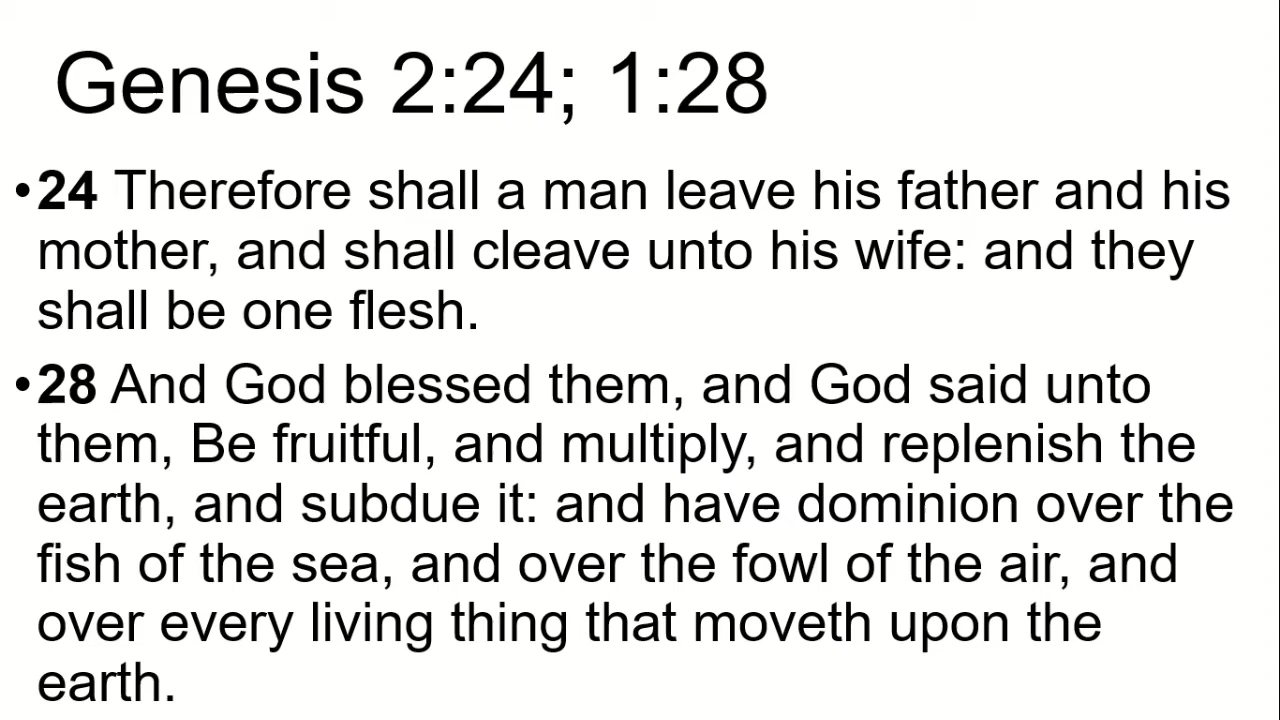 Genesis 2:24; 1:28
•24 Therefore shall a man leave his father and his
mother, and shall cleave unto his wife: and they
shall be one flesh.
•28 And God blessed them, and God said unto
them, Be fruitful, and multiply, and replenish the
earth, and subdue it: and have dominion over the
fish of the sea, and over the fowl of the air, and
over every living thing that moveth upon the
earth.